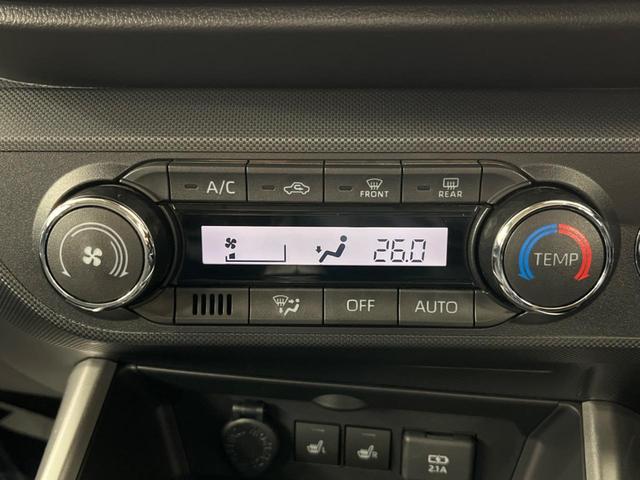 A/C
FRONT
REAR
26.0
TEMP
OFF
AUTO
L
R
2.1A